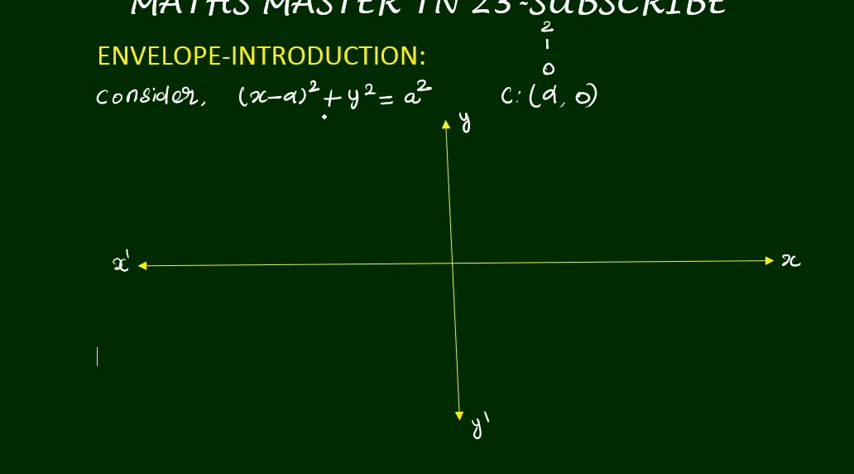 MATHS MASTER TN 23-SUBSCRIBE
ENVELOPE-INTRODUCTION:
2
1
0
consider, (x-a)²+y²=a² C:(a, 0)
y
x' x
y'